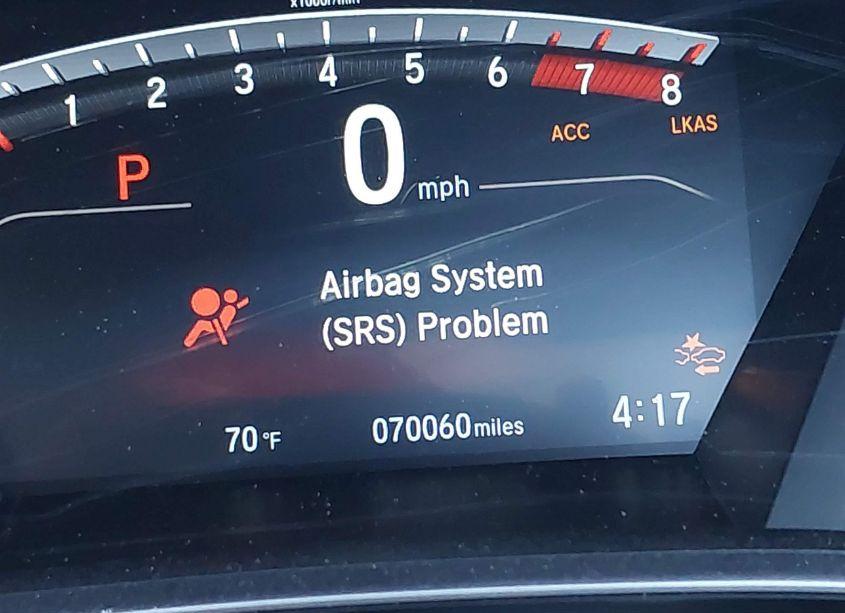 1 2 3 4 5 6 7 8
ACC LKAS
P
0 mph
Airbag System
(SRS) Problem
70°F 070060 miles 4:17